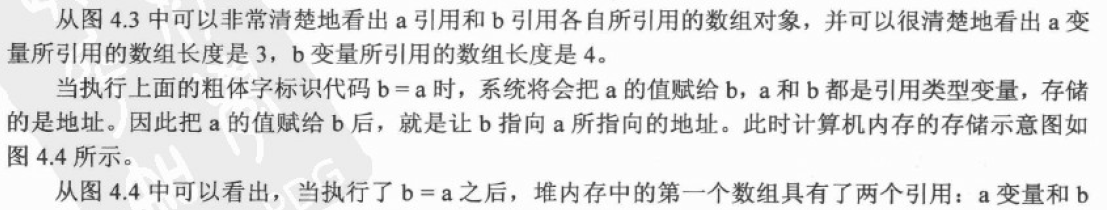 从图 4.3 中可以非常清楚地看出 a 引用和 b 引用各自所引用的数组对象，并可以很清楚地看出 a 变
量所引用的数组长度是 3，b 变量所引用的数组长度是 4。
当执行上面的粗体字标识代码 b = a 时，系统将会把 a 的值赋给 b，a 和 b 都是引用类型变量，存储
的是地址。因此把 a 的值赋给 b 后，就是让 b 指向 a 所指向的地址。此时计算机内存的存储示意图如
图 4.4 所示。
从图 4.4 中可以看出，当执行了 b = a 之后，堆内存中的第一个数组具有了两个引用：a 变量和 b